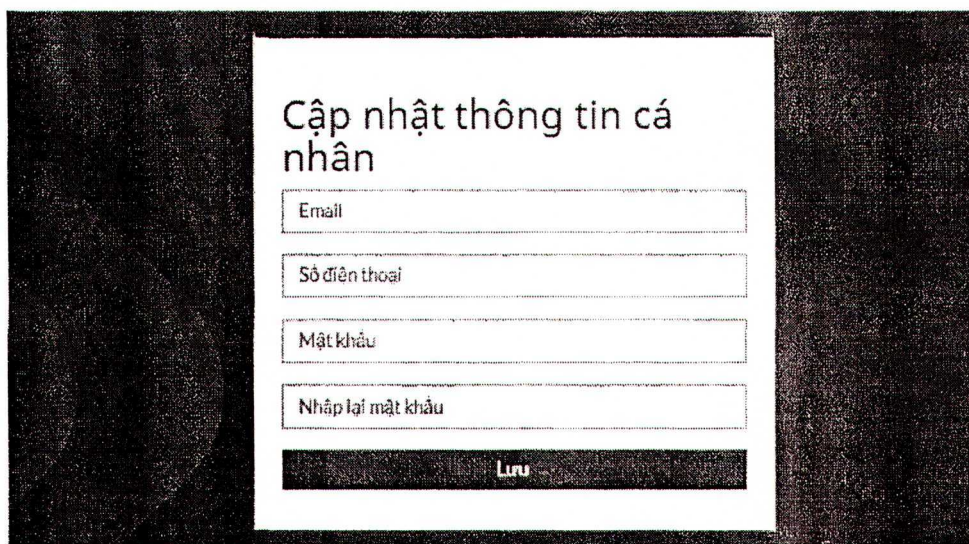 Cập nhật thông tin cá
nhân
Email
Số điện thoại
Mật khẩu
Nhập lại mật khẩu
Lưu